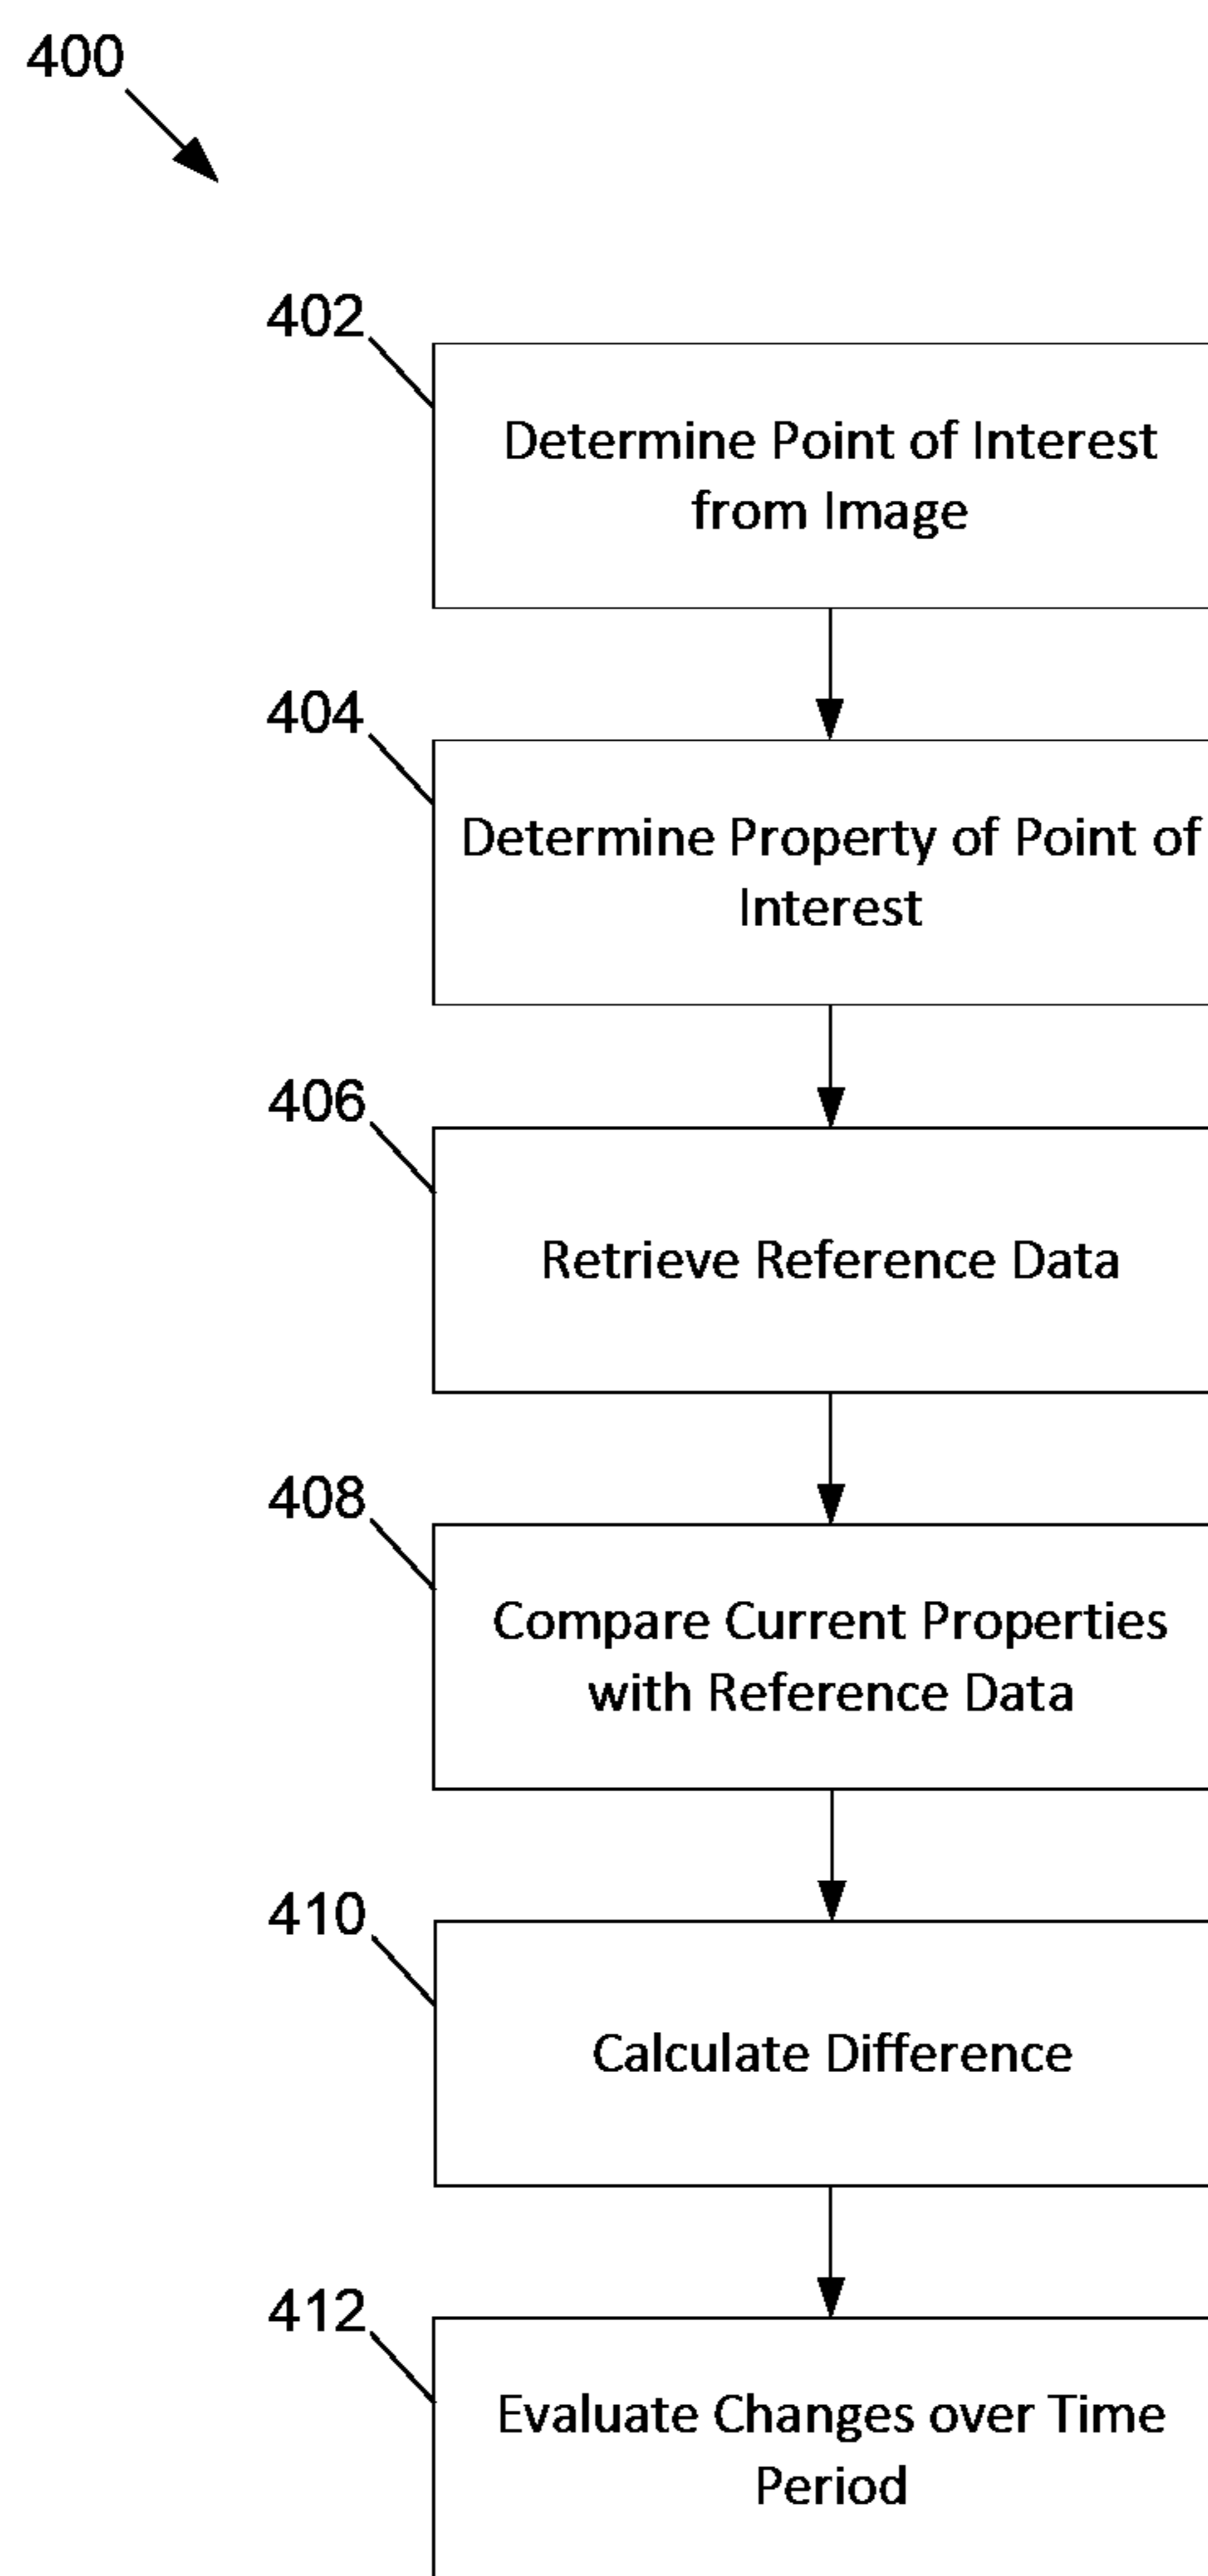 400
402
Determine Point of Interest
from Image
404
Determine Property of Point of
Interest
406
Retrieve Reference Data
408
Compare Current Properties
with Reference Data
410
Calculate Difference
412
Evaluate Changes over Time
Period